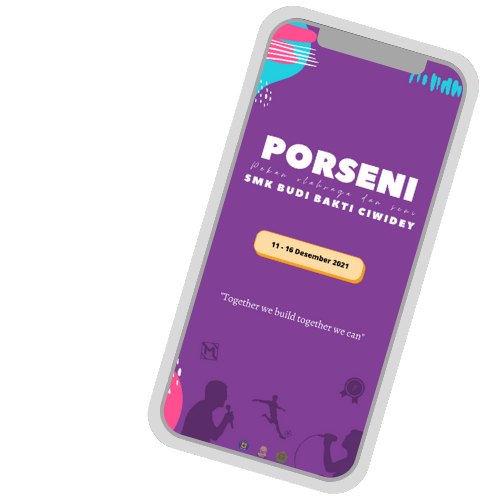 PORSENI
Pekan olahraga dan seni
SMK BUDI BAKTI CIWIDEY
11 - 16 Desember 2021
"Together we build together we can"